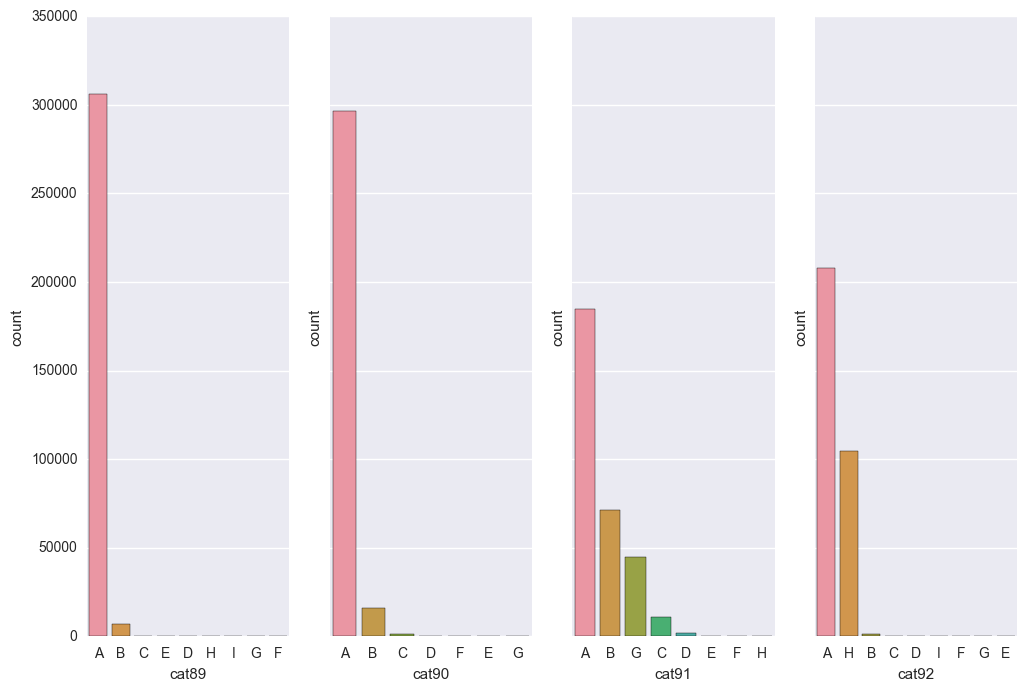 350000
300000
250000
200000
150000
100000
50000
0
count
A B C E D H I G F
cat89
count
A B C D F E G
cat90
count
A B G C D E F H
cat91
count
A H B C D I F G E
cat92